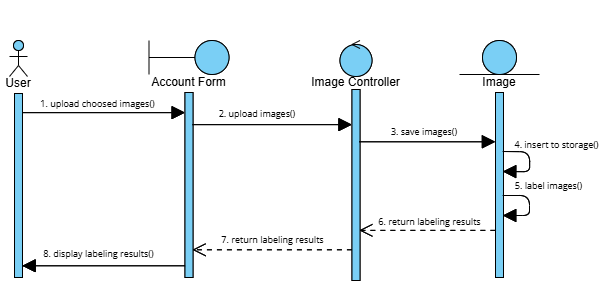 User
Account Form
Image Controller
Image
1. upload choosed images()
2. upload images()
3. save images()
4. insert to storage()
5. label images()
6. return labeling results
7. return labeling results
8. display labeling results()